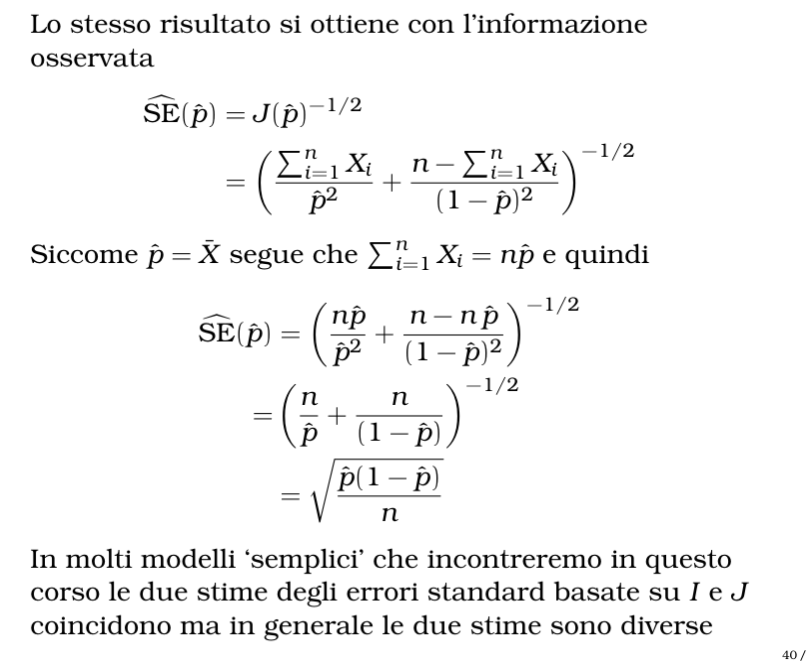 Lo stesso risultato si ottiene con l'informazione
osservata
$\widehat{\mathrm{SE}}(\hat{p}) = J(\hat{p})^{-1/2}$
$= \left( \frac{\sum_{i=1}^{n} X_i}{\hat{p}^2} + \frac{n - \sum_{i=1}^{n} X_i}{(1 - \hat{p})^2} \right)^{-1/2}$
Siccome $\hat{p} = \bar{X}$ segue che $\sum_{i=1}^{n} X_i = n\hat{p}$ e quindi
$\widehat{\mathrm{SE}}(\hat{p}) = \left( \frac{n\hat{p}}{\hat{p}^2} + \frac{n - n\hat{p}}{(1 - \hat{p})^2} \right)^{-1/2}$
$= \left( \frac{n}{\hat{p}} + \frac{n}{(1 - \hat{p})} \right)^{-1/2}$
$= \sqrt{\frac{\hat{p}(1 - \hat{p})}{n}}$
In molti modelli ‘semplici’ che incontreremo in questo
corso le due stime degli errori standard basate su I e J
coincidono ma in generale le due stime sono diverse
40 /